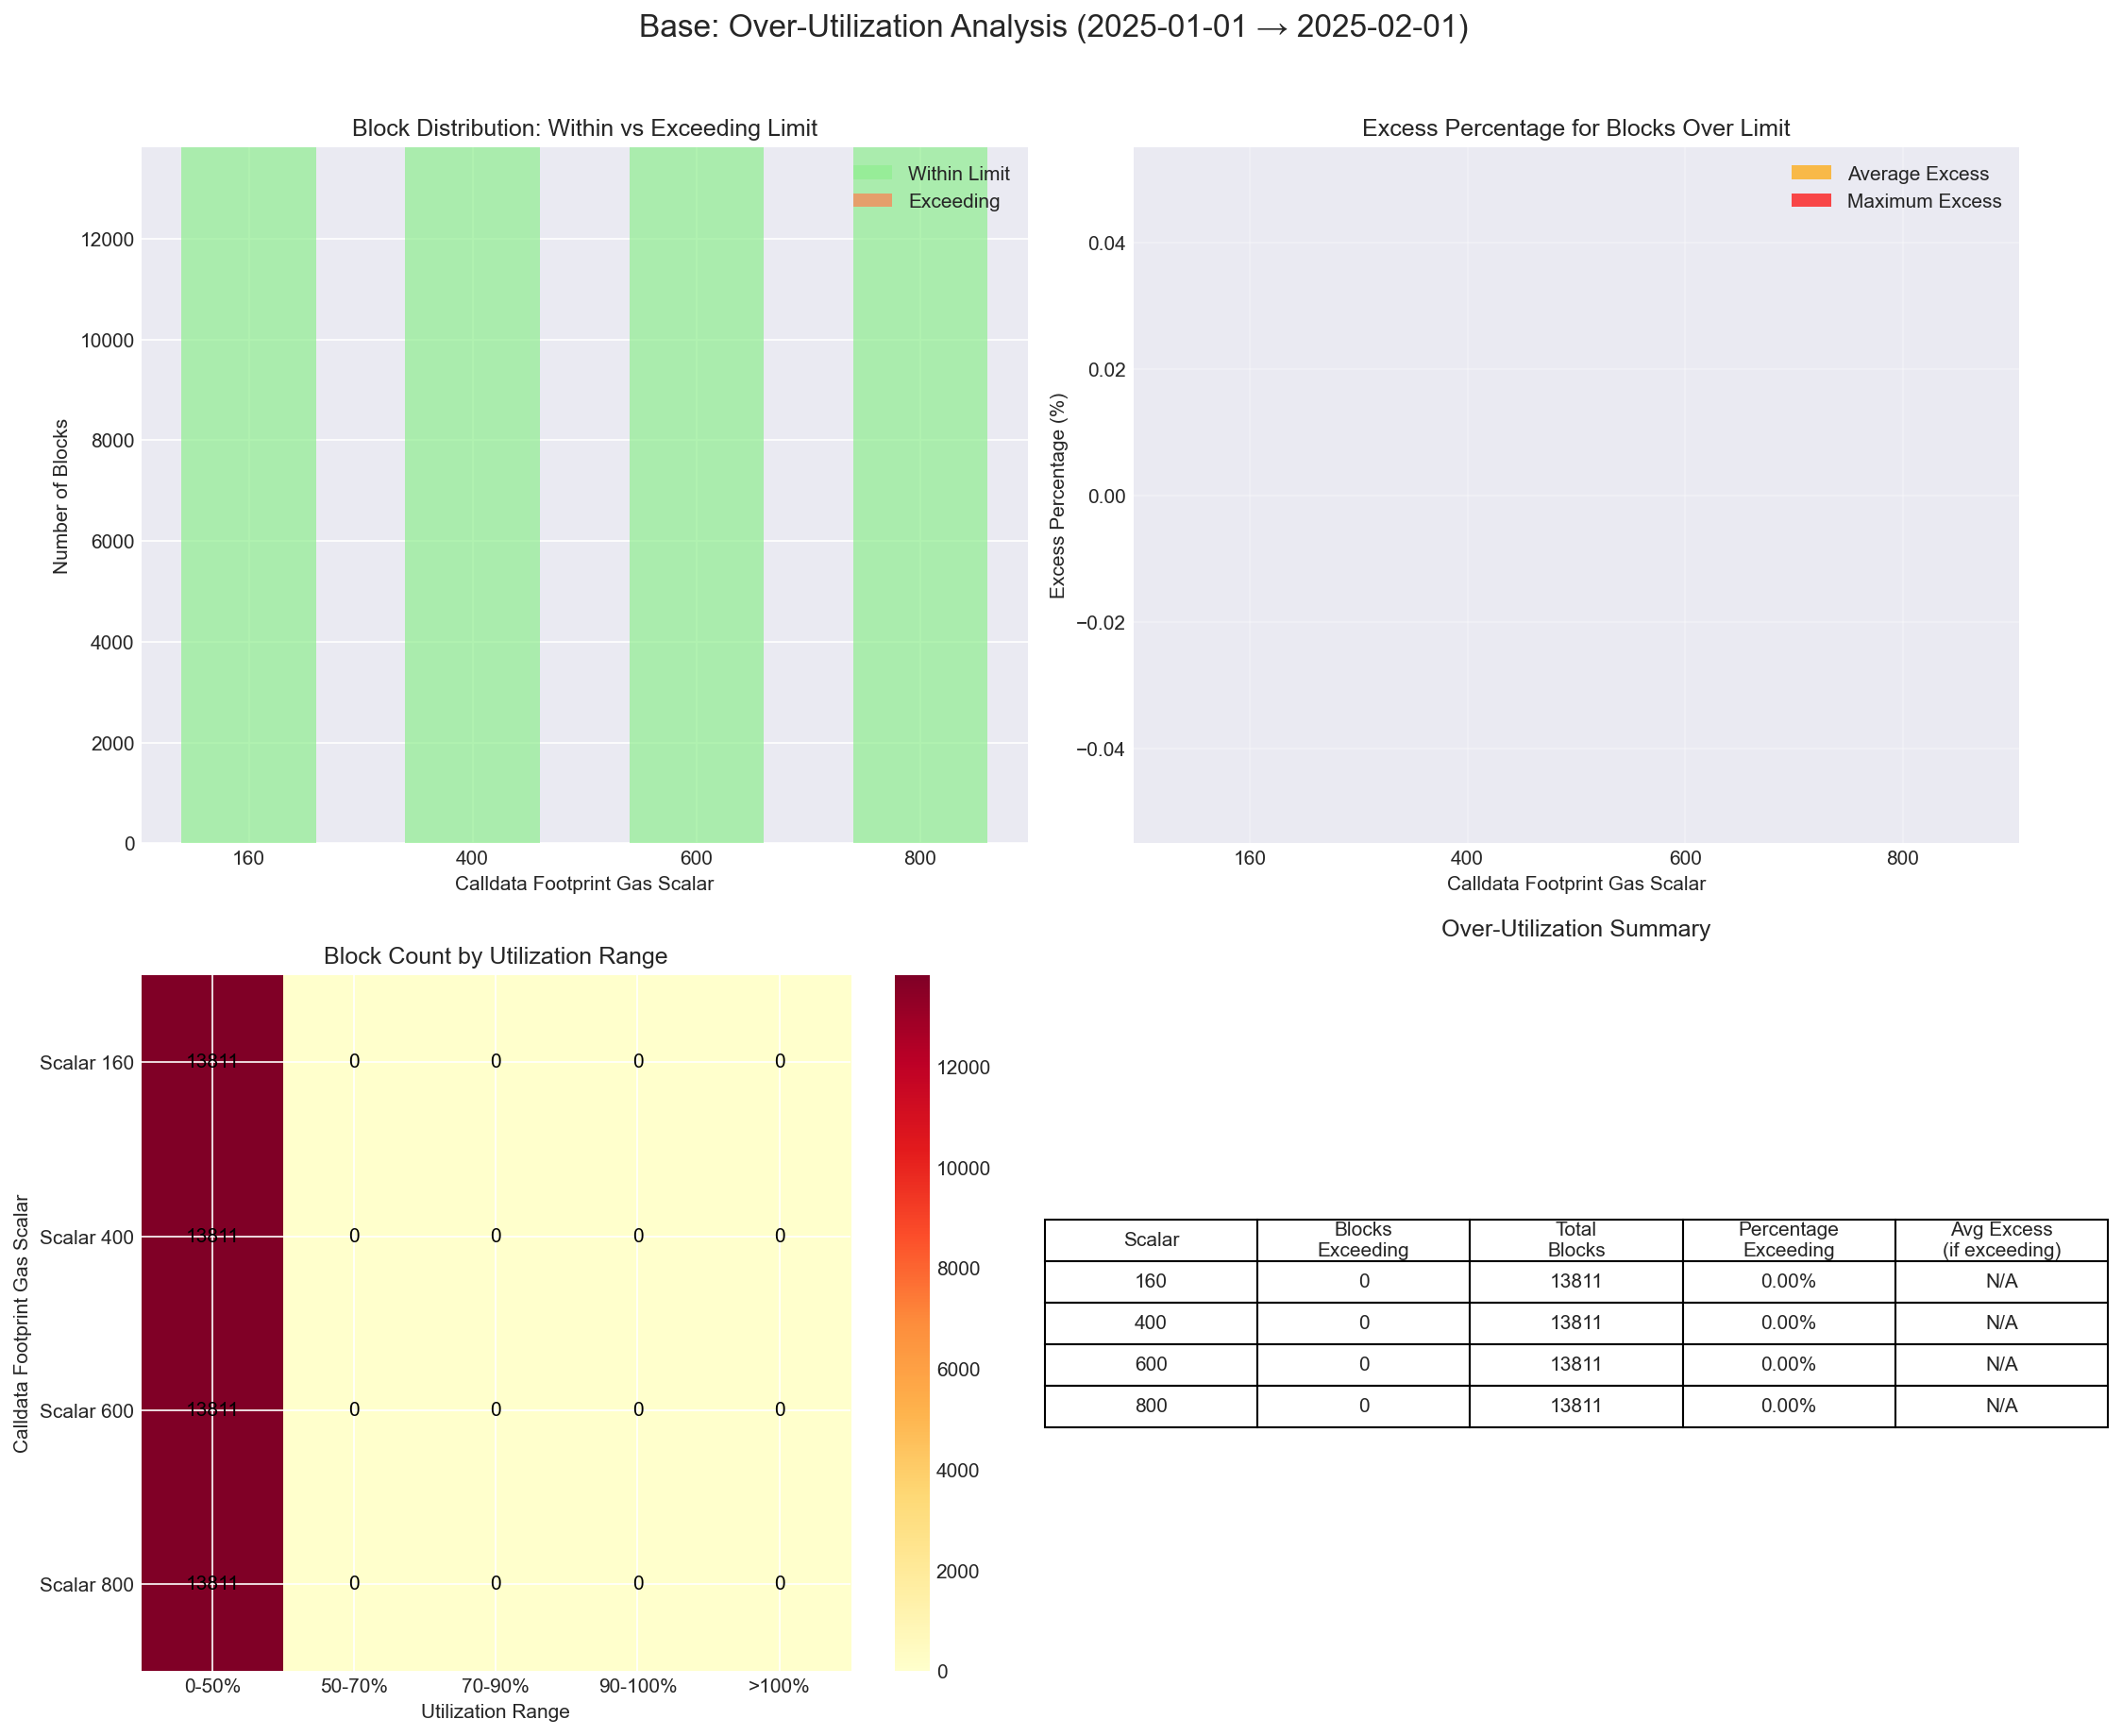 Base: Over-Utilization Analysis (2025-01-01 → 2025-02-01)
Block Distribution: Within vs Exceeding Limit
Within Limit
Exceeding
Number of Blocks
12000
10000
8000
6000
4000
2000
0
160 400 600 800
Calldata Footprint Gas Scalar
Excess Percentage for Blocks Over Limit
Average Excess
Maximum Excess
Excess Percentage (%)
0.04
0.02
0.00
−0.02
−0.04
160 400 600 800
Calldata Footprint Gas Scalar
Block Count by Utilization Range
Calldata Footprint Gas Scalar
Scalar 160 13811 0 0 0 0
Scalar 400 13811 0 0 0 0
Scalar 600 13811 0 0 0 0
Scalar 800 13811 0 0 0 0
0-50% 50-70% 70-90% 90-100% >100%
Utilization Range
12000
10000
8000
6000
4000
2000
0
Over-Utilization Summary
Scalar Blocks Exceeding Total Blocks Percentage Exceeding Avg Excess (if exceeding)
160 0 13811 0.00% N/A
400 0 13811 0.00% N/A
600 0 13811 0.00% N/A
800 0 13811 0.00% N/A